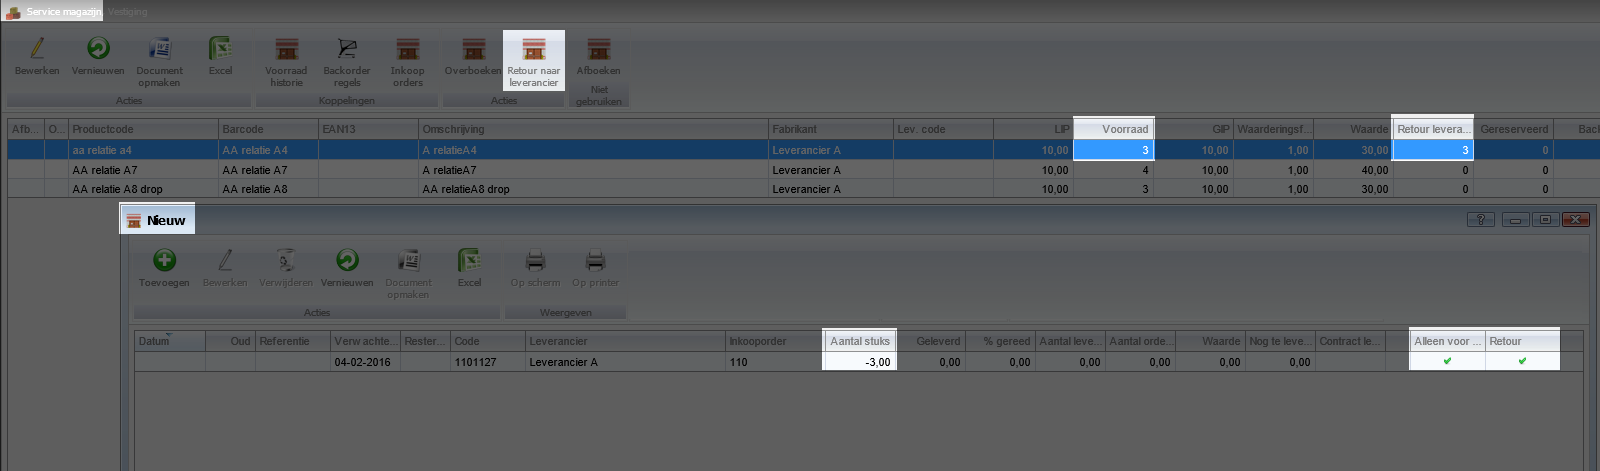 Service magazijn Vestiging
Bewerken Vernieuwen Document opmaken Excel Voorraad historie Backorder regels Inkoop orders Overboeken Retour naar leverancier Afboeken
Acties Koppelingen Acties Niet gebruiken
Afb... O... Productcode Barcode EAN13 Omschrijving Fabrikant Lev. code LIP Voorraad GIP Waarderingsf... Waarde Retour levera... Gereserveerd Back
aa relatie a4 AA relatie A4 A relatieA4 Leverancier A 10,00 3 10,00 1,00 30,00 3 0
AA relatie A7 AA relatie A7 A relatieA7 Leverancier A 10,00 4 10,00 1,00 40,00 0 0
AA relatie A8 drop AA relatie A8 AA relatieA8 drop Leverancier A 10,00 3 10,00 1,00 30,00 0 0
Nieuw ?
Toevoegen Bewerken Verwijderen Vernieuwen Document opmaken Excel Op scherm Op printer
Acties Weergeven
Datum Oud Referentie Verwachte... Rester... Code Leverancier Inkooporder Aantal stuks Geleverd % gereed Aantal leve... Aantal orde... Waarde Nog te leve... Contract le... Alleen voor ... Retour
04-02-2016 1101127 Leverancier A 110 -3,00 0,00 0,00 0,00 0,00 0,00 0,00